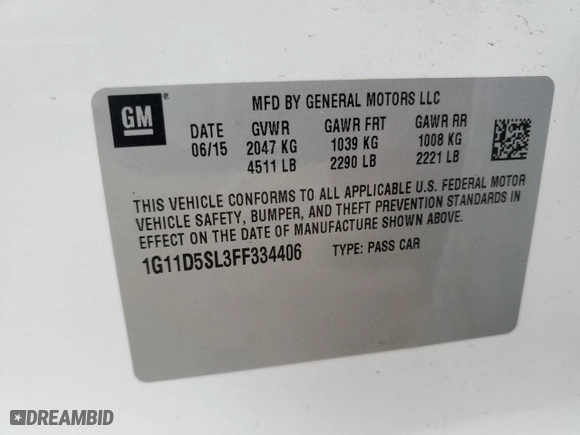 GM
MFD BY GENERAL MOTORS LLC
DATE GVWR GAWR FRT GAWR RR
06/15 2047 KG 1039 KG 1008 KG
4511 LB 2290 LB 2221 LB
THIS VEHICLE CONFORMS TO ALL APPLICABLE U.S. FEDERAL MOTOR
VEHICLE SAFETY, BUMPER, AND THEFT PREVENTION STANDARDS IN
EFFECT ON THE DATE OF MANUFACTURE SHOWN ABOVE.
1G11D5SL3FF334406 TYPE: PASS CAR
DREAMBID